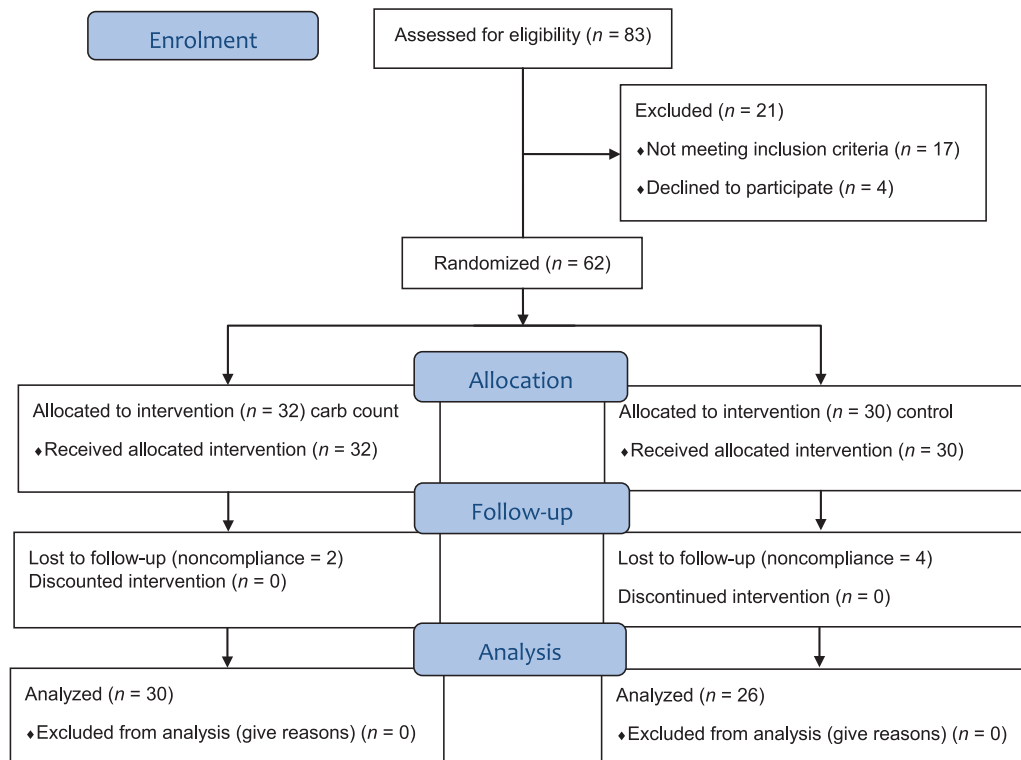 Enrolment
Assessed for eligibility (n = 83)
Excluded (n = 21)
♦Not meeting inclusion criteria (n = 17)
♦Declined to participate (n = 4)
Randomized (n = 62)
Allocation
Allocated to intervention (n = 32) carb count
♦Received allocated intervention (n = 32)
Allocated to intervention (n = 30) control
♦Received allocated intervention (n = 30)
Follow-up
Lost to follow-up (noncompliance = 2)
Discounted intervention (n = 0)
Lost to follow-up (noncompliance = 4)
Discontinued intervention (n = 0)
Analysis
Analyzed (n = 30)
♦Excluded from analysis (give reasons) (n = 0)
Analyzed (n = 26)
♦Excluded from analysis (give reasons) (n = 0)